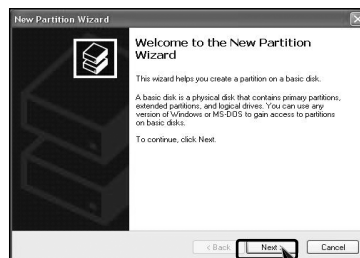 New Partition Wizard
Welcome to the New Partition
Wizard
This wizard helps you create a partition on a basic disk.
A basic disk is a physical disk that contains primary partitions,
extended partitions, and logical drives. You can use any
version of Windows or MS-DOS to gain access to partitions
on basic disks.
To continue, click Next.
< Back
Next >
Cancel